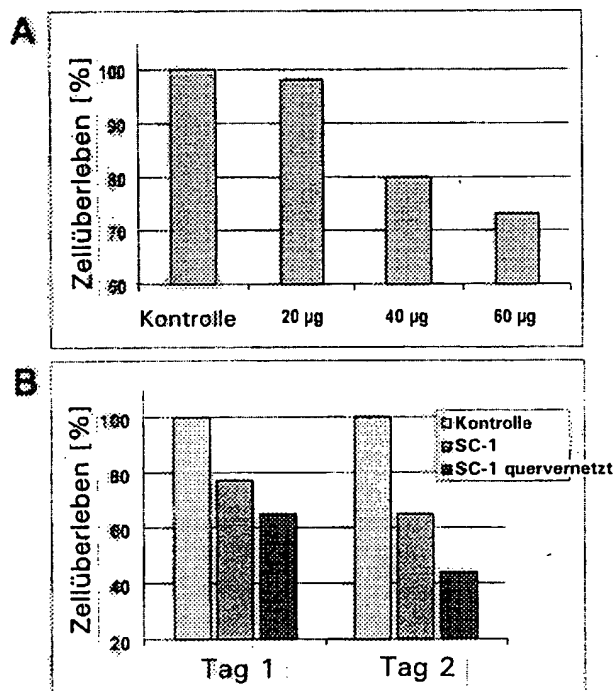 A
Zellüberleben [%]
100
90
80
70
60
Kontrolle 20 µg 40 µg 60 µg
B
Zellüberleben [%]
100
80
60
40
20
Kontrolle
SC-1
SC-1 quervernetzt
Tag 1 Tag 2